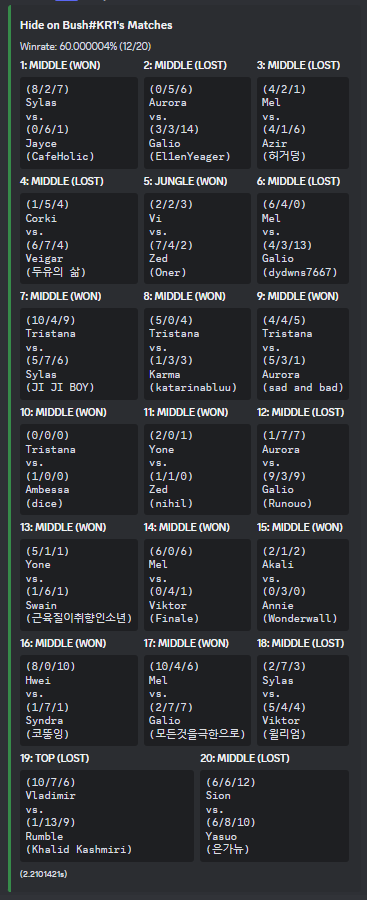 Hide on Bush#KR1's Matches
Winrate: 60.000004% (12/20)
1: MIDDLE (WON)
(8/2/7)
Sylas
vs.
(0/6/1)
Jayce
(CafeHolic)
2: MIDDLE (LOST)
(0/5/6)
Aurora
vs.
(3/3/14)
Galio
(El1enYeager)
3: MIDDLE (LOST)
(4/2/1)
Mel
vs.
(4/1/6)
Azir
(허거덩)
4: MIDDLE (LOST)
(1/5/4)
Corki
vs.
(6/7/4)
Veigar
(두유의 삶)
5: JUNGLE (WON)
(2/2/3)
Vi
vs.
(7/4/2)
Zed
(Oner)
6: MIDDLE (LOST)
(6/4/0)
Mel
vs.
(4/3/13)
Galio
(dydwns7667)
7: MIDDLE (WON)
(10/4/9)
Tristana
vs.
(5/7/6)
Sylas
(JI JI BOY)
8: MIDDLE (WON)
(5/0/4)
Tristana
vs.
(1/3/3)
Karma
(katarinabluu)
9: MIDDLE (WON)
(4/4/5)
Tristana
vs.
(5/3/1)
Aurora
(sad and bad)
10: MIDDLE (WON)
(0/0/0)
Tristana
vs.
(1/0/0)
Ambessa
(dice)
11: MIDDLE (WON)
(2/0/1)
Yone
vs.
(1/1/0)
Zed
(nihil)
12: MIDDLE (LOST)
(1/7/7)
Aurora
vs.
(9/3/9)
Galio
(Runouo)
13: MIDDLE (WON)
(5/1/1)
Yone
vs.
(1/6/1)
Swain
(근육질이취향인소년)
14: MIDDLE (WON)
(6/0/6)
Mel
vs.
(0/4/1)
Viktor
(Finale)
15: MIDDLE (WON)
(2/1/2)
Akali
vs.
(0/3/0)
Annie
(Wonderwall)
16: MIDDLE (WON)
(8/0/10)
Hwei
vs.
(1/7/1)
Syndra
(코뚱잉)
17: MIDDLE (WON)
(10/4/6)
Mel
vs.
(2/7/7)
Galio
(모든것을극한으로)
18: MIDDLE (LOST)
(2/7/3)
Sylas
vs.
(5/4/4)
Viktor
(윌리엄)
19: TOP (LOST)
(10/7/6)
Vladimir
vs.
(1/13/9)
Rumble
(Khalid Kashmiri)
20: MIDDLE (LOST)
(6/6/12)
Sion
vs.
(6/8/10)
Yasuo
(은가뉴)
(2.2101421s)